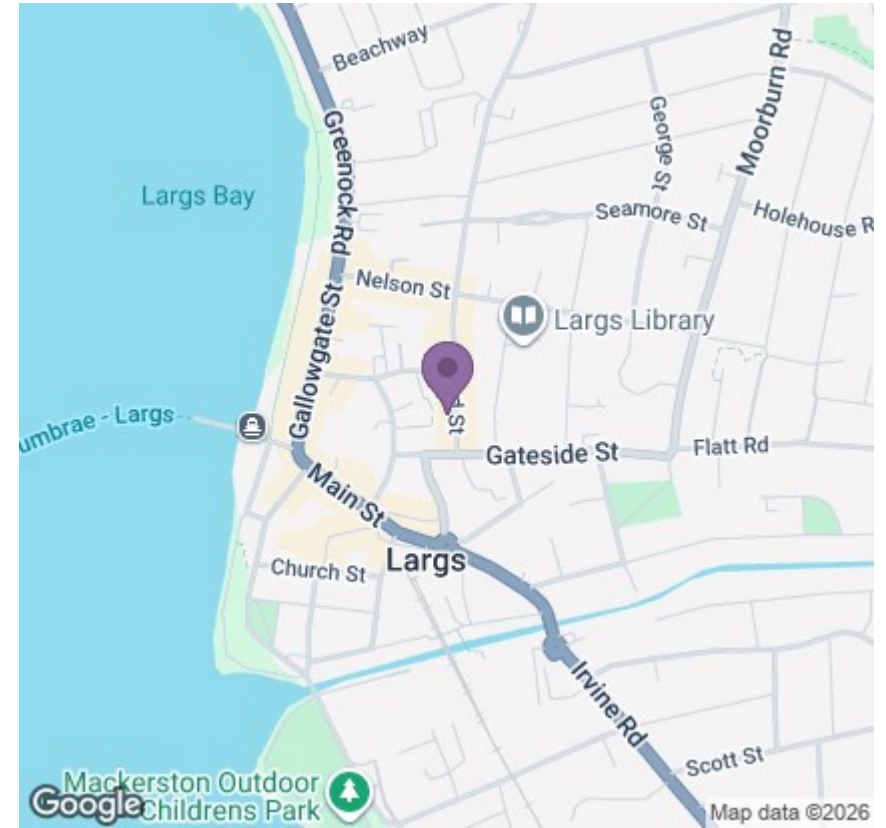 Beachway
Greenock Rd
George St
Moorburn Rd
Largs Bay
Seamore St
Holehouse R
Nelson St
Largs Library
Gallowgate St
St
umbrae - Largs
Gateside St
Flatt Rd
Main St
Largs
Church St
Irvine Rd
Scott St
Mackerston Outdoor
Childrens Park
Google
Map data ©2026